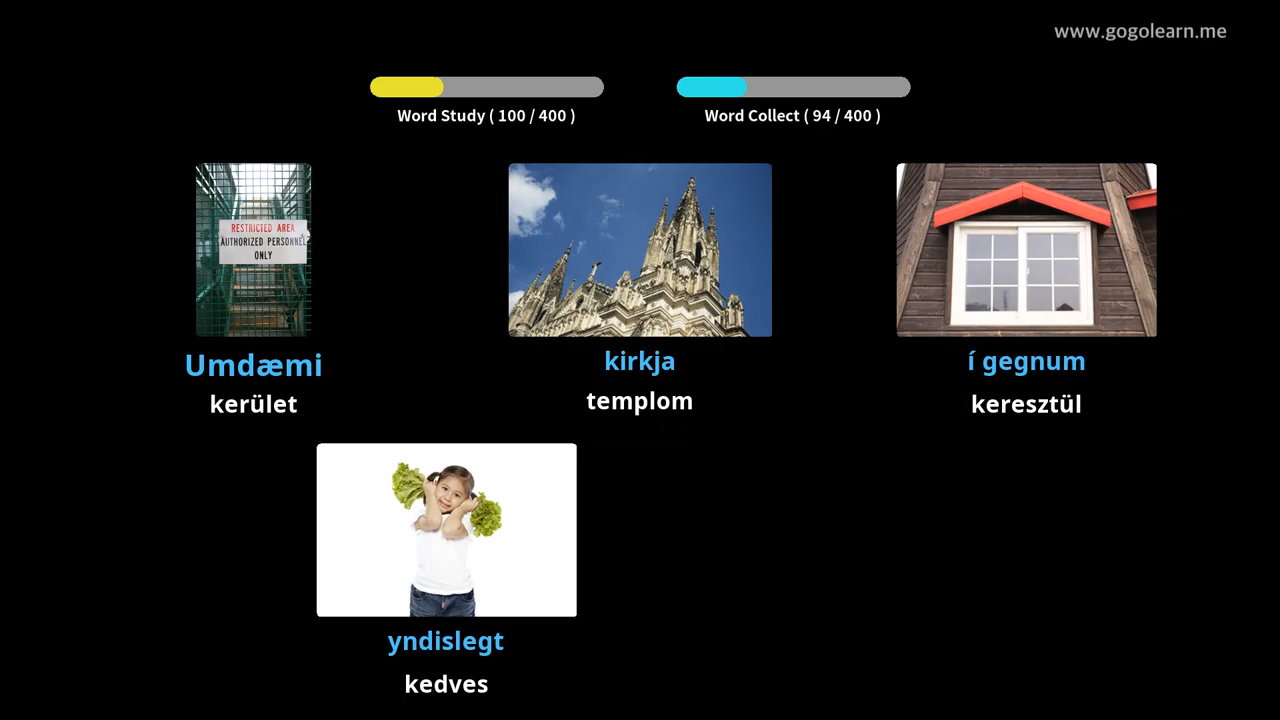 www.gogolearn.me
Word Study ( 100 / 400 )
Word Collect ( 94 / 400 )
RESTRICTED AREA
AUTHORIZED PERSONNEL
ONLY
Umdæmi
kerület
kirkja
templom
í gegnum
keresztül
yndislegt
kedves